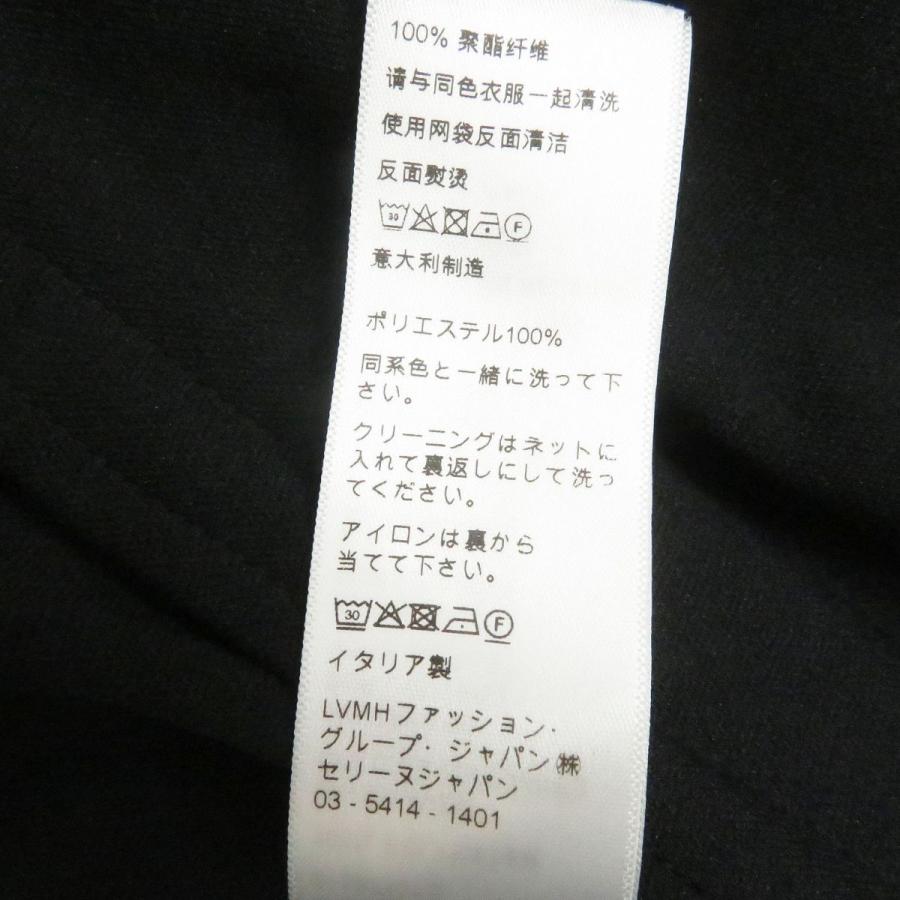 100% 聚酯纤维
请与同色衣服一起清洗
使用网袋反面清洁
反面熨烫
30 F
意大利制造
ポリエステル100%
同系色と一緒に洗って下
さい。
クリーニングはネットに
入れて裏返しにして洗っ
てください。
アイロンは裏から
当てて下さい。
30 F
イタリア製
LVMHファッション・
グループ・ジャパン㈱
セリーヌジャパン
03 - 5414 - 1401